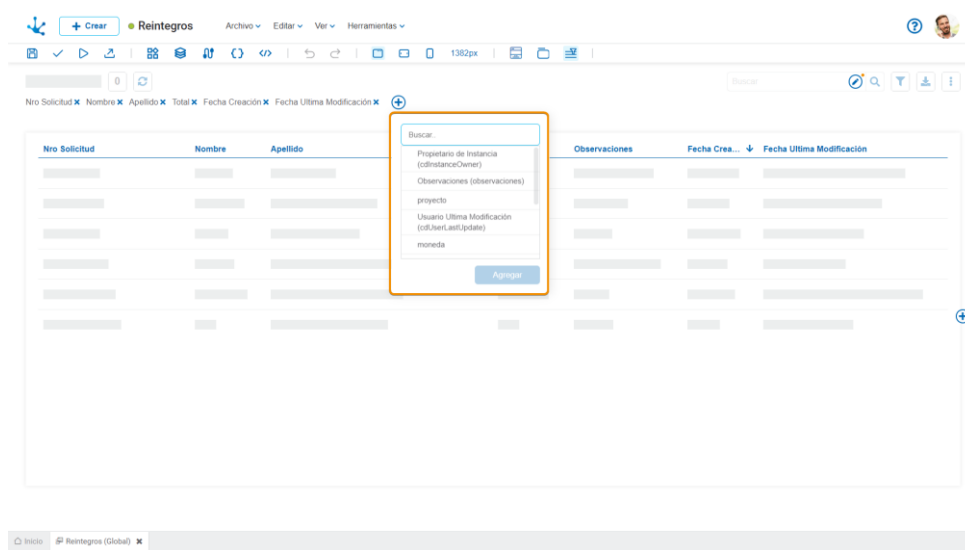 + Crear
Reintegros
Archivo
Editar
Ver
Herramientas
?
1382px
0
Buscar
Nro Solicitud x Nombre x Apellido x Total x Fecha Creación x Fecha Ultima Modificación x
Buscar..
Propietario de Instancia
(cdInstanceOwner)
Observaciones (observaciones)
proyecto
Usuario Ultima Modificación
(cdUserLastUpdate)
moneda
Agregar
Nro Solicitud
Nombre
Apellido
Observaciones
Fecha Crea...
Fecha Ultima Modificación
Inicio
Reintegros (Global)